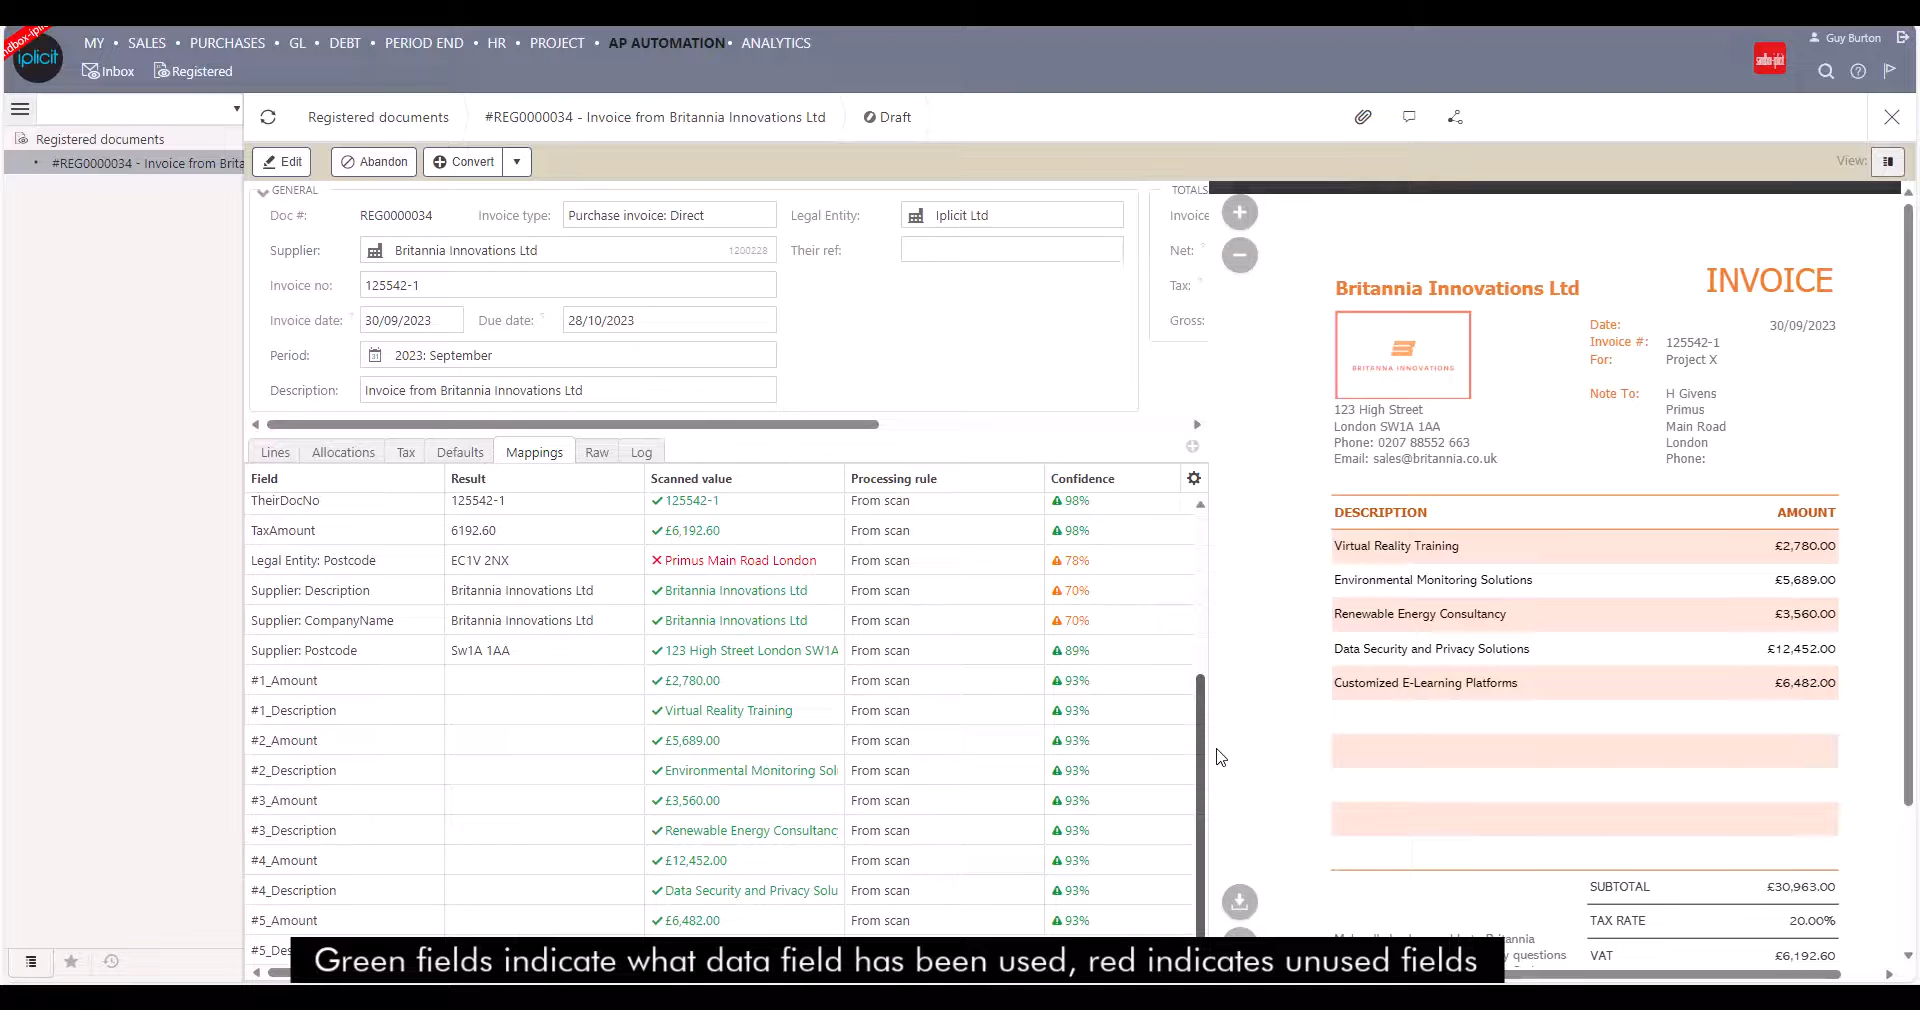 ndbox-iplic
iplicit
MY • SALES • PURCHASES • GL • DEBT • PERIOD END • HR • PROJECT • AP AUTOMATION • ANALYTICS
Guy Burton
Inbox Registered
sandbox-iplicit
Registered documents
#REG0000034 - Invoice from Brita
Registered documents #REG0000034 - Invoice from Britannia Innovations Ltd Draft
Edit Abandon Convert View:
GENERAL
Doc #: REG0000034 Invoice type: Purchase invoice: Direct Legal Entity: Iplicit Ltd
Supplier: Britannia Innovations Ltd 1200228 Their ref:
Invoice no: 125542-1
Invoice date: 30/09/2023 Due date: 28/10/2023
Period: 2023: September
Description: Invoice from Britannia Innovations Ltd
TOTALS
Invoice
Net:
Tax:
Gross:
Lines Allocations Tax Defaults Mappings Raw Log
Field Result Scanned value Processing rule Confidence
TheirDocNo 125542-1 125542-1 From scan 98%
TaxAmount 6192.60 £6,192.60 From scan 98%
Legal Entity: Postcode EC1V 2NX Primus Main Road London From scan 78%
Supplier: Description Britannia Innovations Ltd Britannia Innovations Ltd From scan 70%
Supplier: CompanyName Britannia Innovations Ltd Britannia Innovations Ltd From scan 70%
Supplier: Postcode Sw1A 1AA 123 High Street London SW1A From scan 89%
#1_Amount £2,780.00 From scan 93%
#1_Description Virtual Reality Training From scan 93%
#2_Amount £5,689.00 From scan 93%
#2_Description Environmental Monitoring Sol From scan 93%
#3_Amount £3,560.00 From scan 93%
#3_Description Renewable Energy Consultanc From scan 93%
#4_Amount £12,452.00 From scan 93%
#4_Description Data Security and Privacy Solu From scan 93%
#5_Amount £6,482.00 From scan 93%
#5_Des
INVOICE
Britannia Innovations Ltd
BRITANNIA INNOVATIONS
Date: 30/09/2023
Invoice #: 125542-1
For: Project X
Note To: H Givens
Primus
Main Road
London
Phone:
123 High Street
London SW1A 1AA
Phone: 0207 88552 663
Email: sales@britannia.co.uk
DESCRIPTION AMOUNT
Virtual Reality Training £2,780.00
Environmental Monitoring Solutions £5,689.00
Renewable Energy Consultancy £3,560.00
Data Security and Privacy Solutions £12,452.00
Customized E-Learning Platforms £6,482.00
SUBTOTAL £30,963.00
TAX RATE 20.00%
VAT £6,192.60
questions
Green fields indicate what data field has been used, red indicates unused fields